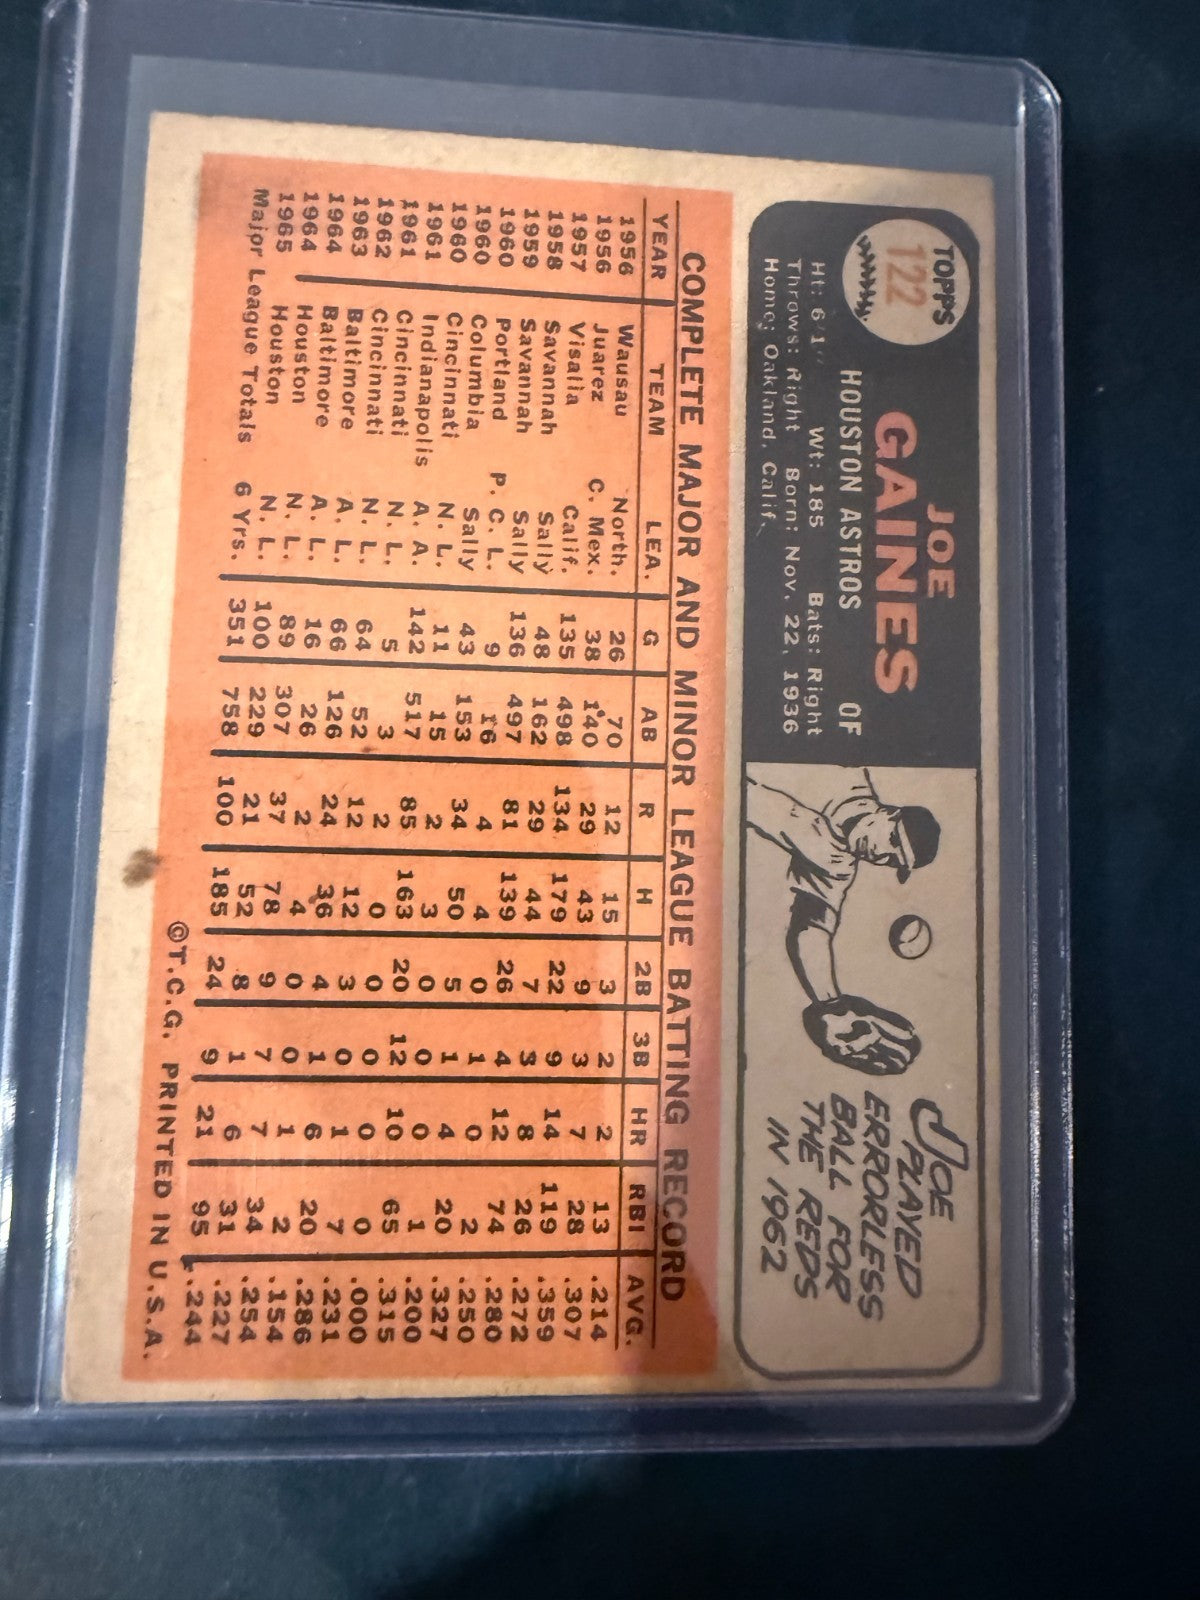 TOPPS
122
JOE
GAINES
HOUSTON ASTROS OF
Ht: 6'1" Wt: 185 Bats: Right
Throws: Right Born: Nov. 22, 1936
Home: Oakland, Calif.
JOE
PLAYED
ERRORLESS
BALL FOR
THE REDS
IN 1962
COMPLETE MAJOR AND MINOR LEAGUE BATTING RECORD
YEAR TEAM LEA. G AB R H 2B 3B HR RBI AVG.
1956 Wausau North. 26 70 12 15 3 2 2 13 .214
1956 Juarez C. Mex. 38 140 29 43 9 3 7 28 .307
1957 Visalia Calif. 135 498 134 179 22 9 14 119 .359
1958 Savannah Sally 48 162 29 44 7 3 8 26 .272
1959 Savannah Sally 136 497 81 139 26 4 12 74 .280
1960 Portland P. C. L. 9 16 4 4 0 1 0 2 .250
1960 Columbia Sally 43 153 34 50 5 1 4 20 .327
1960 Cincinnati N. L. 11 15 2 3 0 0 0 1 .200
1961 Indianapolis A. A. 142 517 85 163 20 12 10 65 .315
1961 Cincinnati N. L. 5 3 2 0 0 0 0 0 .000
1962 Cincinnati N. L. 64 52 12 12 3 0 1 7 .231
1963 Baltimore A. L. 66 126 24 36 4 1 6 20 .286
1964 Baltimore A. L. 16 26 2 4 0 0 1 2 .154
1964 Houston N. L. 89 307 37 78 9 7 7 34 .254
1965 Houston N. L. 100 229 21 52 8 1 6 31 .227
Major League Totals 6 Yrs. 351 758 100 185 24 9 21 95 .244
©T.C.G. PRINTED IN U.S.A.